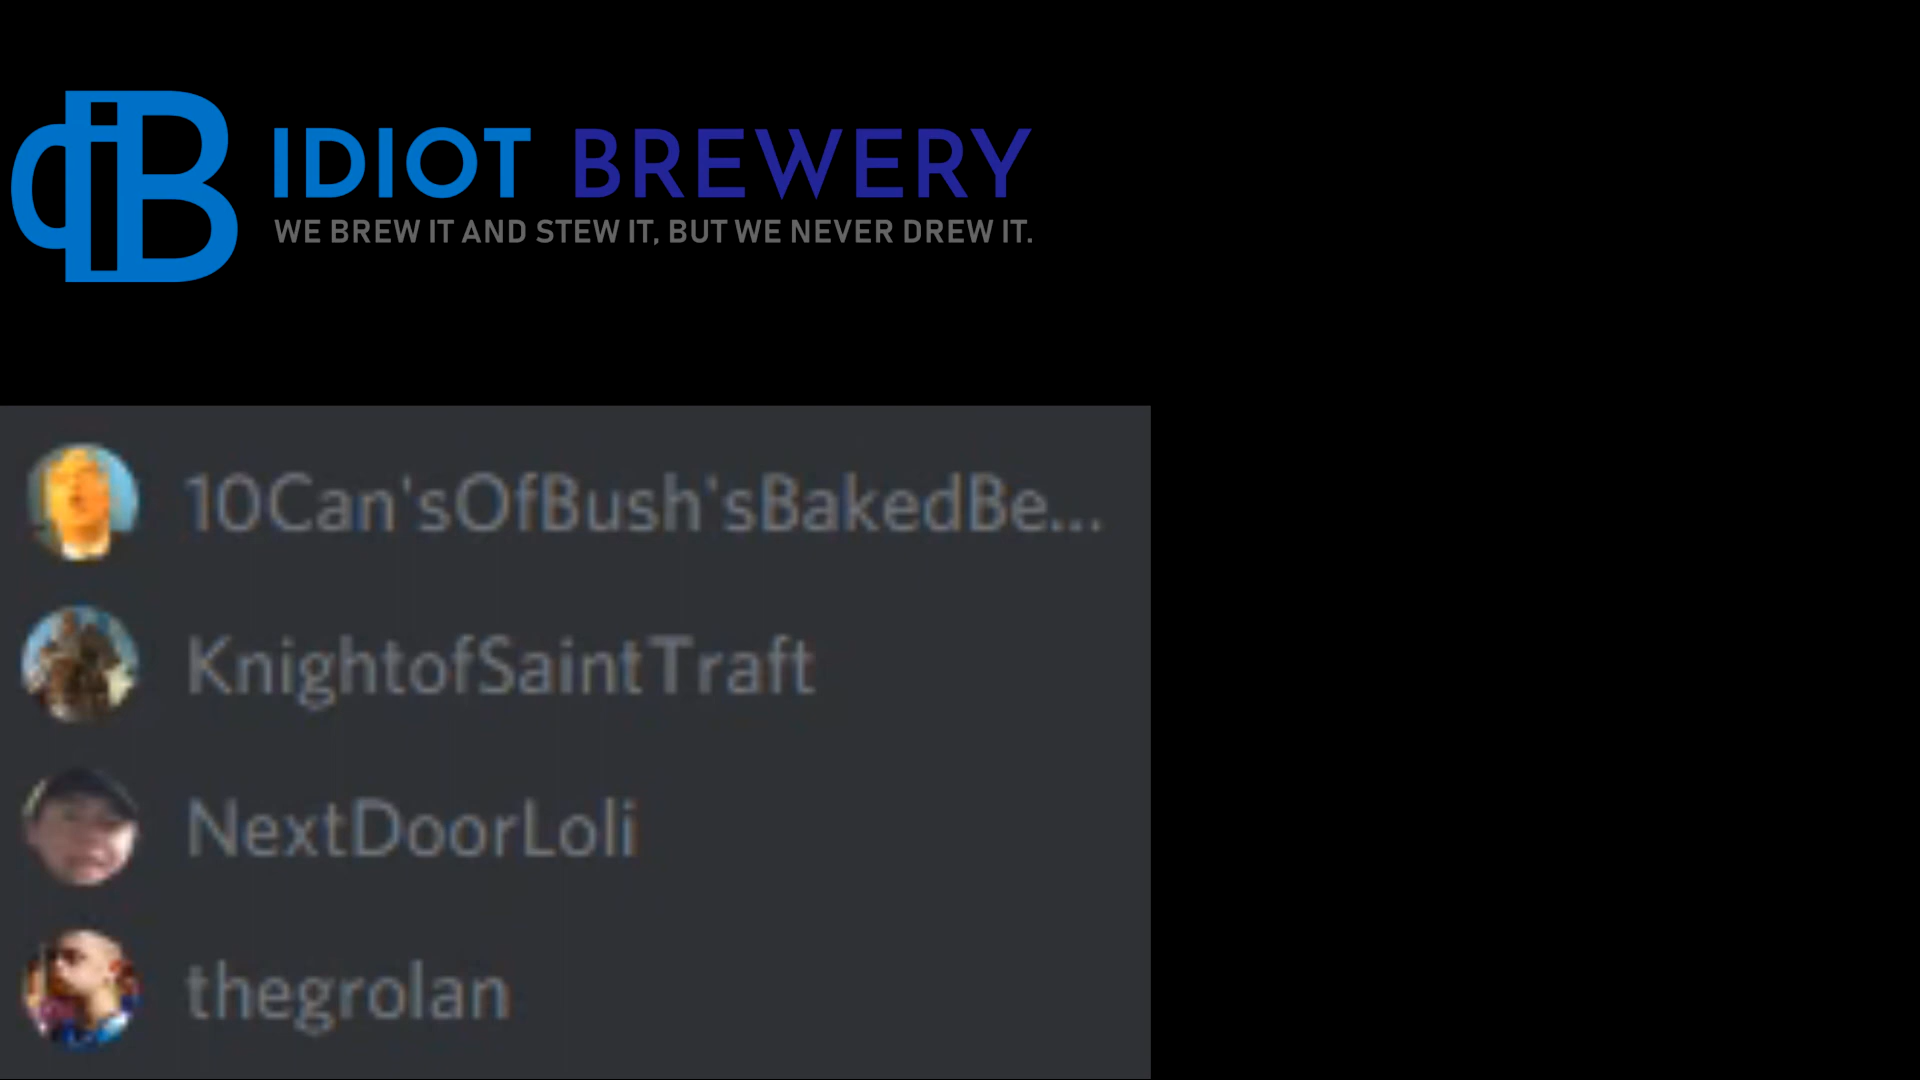 iB IDIOT BREWERY
WE BREW IT AND STEW IT, BUT WE NEVER DREW IT.
10Can'sOfBush'sBakedBe...
KnightofSaintTraft
NextDoorLoli
thegrolan